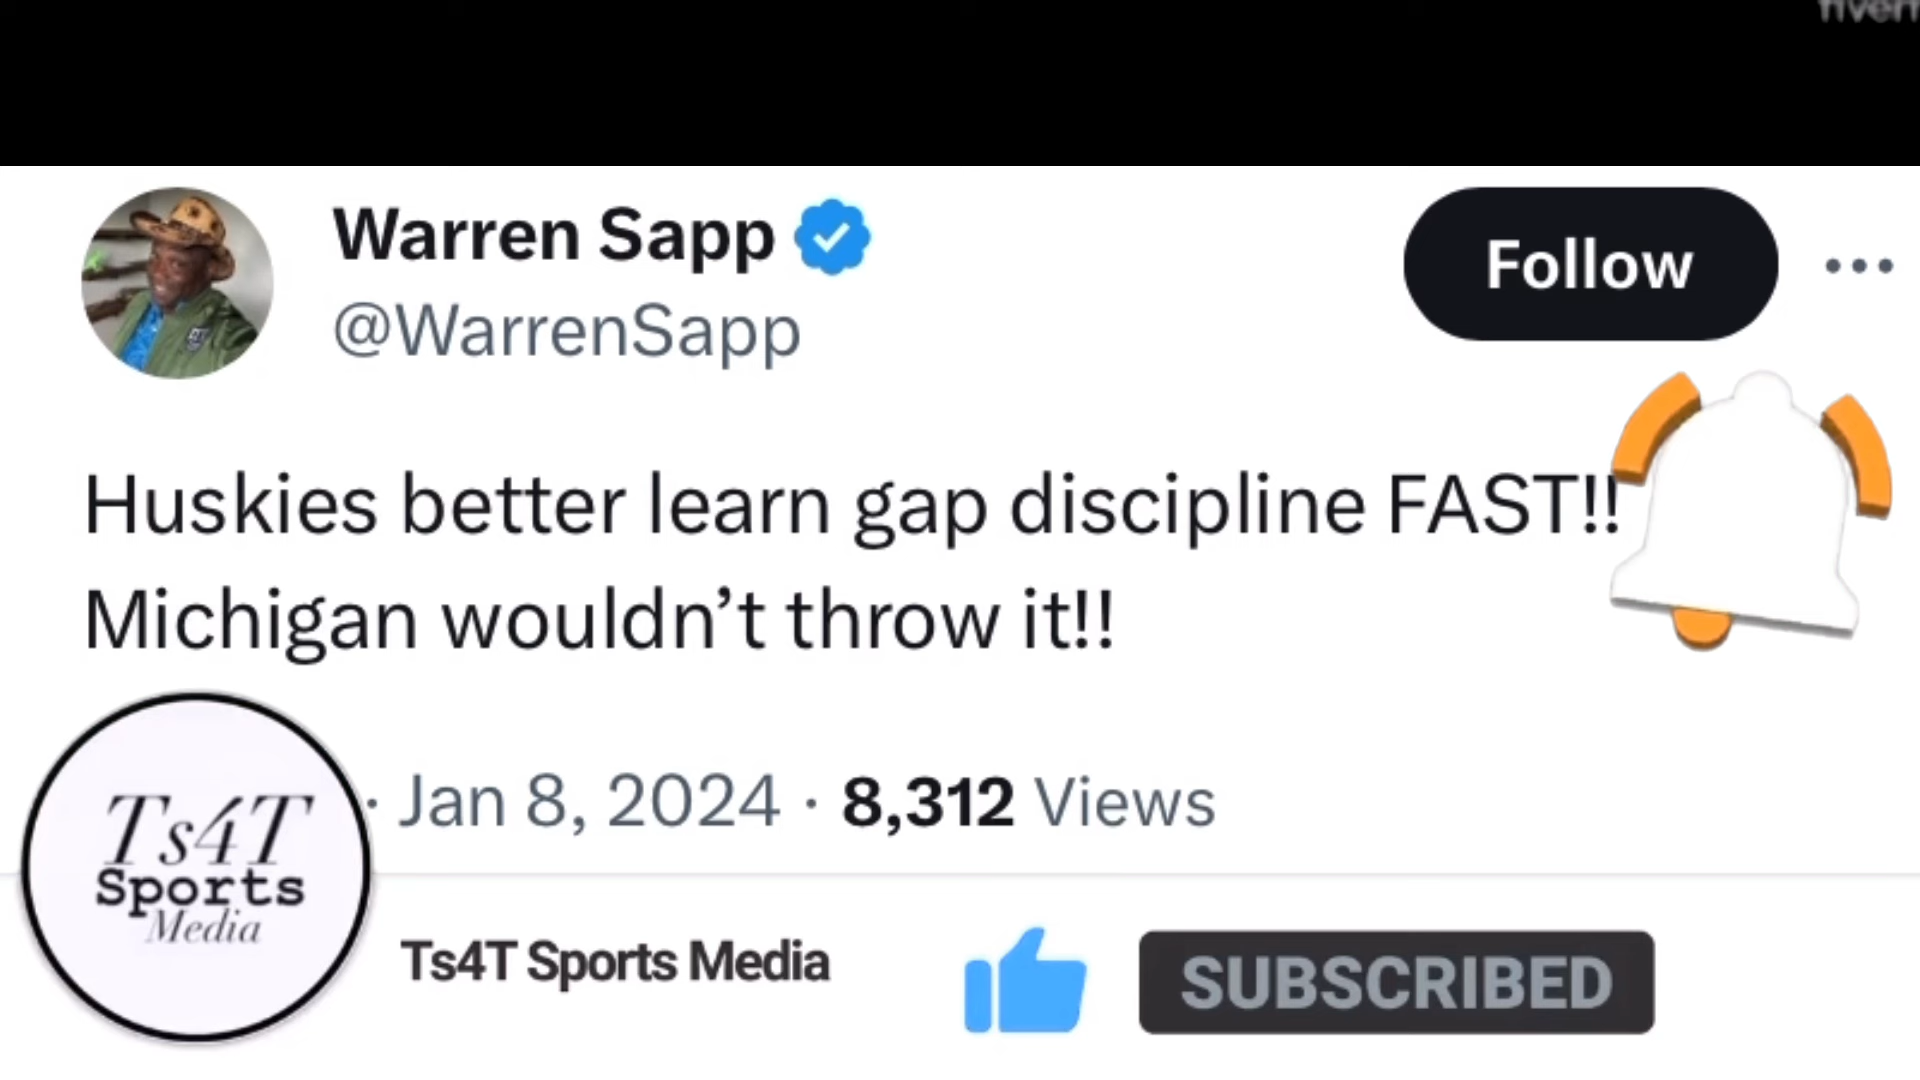 Warren Sapp
@WarrenSapp
Follow
Huskies better learn gap discipline FAST!!
Michigan wouldn’t throw it!!
· Jan 8, 2024 · 8,312 Views
Ts4T
Sports
Media
Ts4T Sports Media
SUBSCRIBED